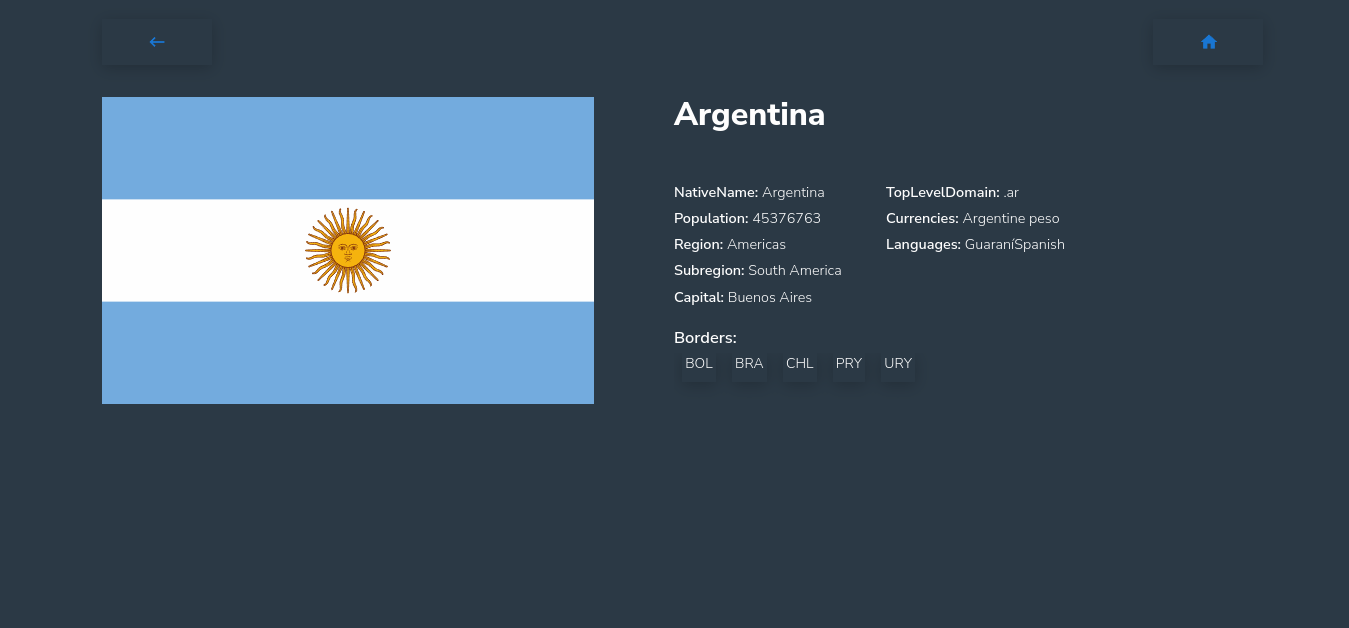 Argentina
NativeName: Argentina
Population: 45376763
Region: Americas
Subregion: South America
Capital: Buenos Aires
TopLevelDomain: .ar
Currencies: Argentine peso
Languages: GuaraníSpanish
Borders:
BOL BRA CHL PRY URY